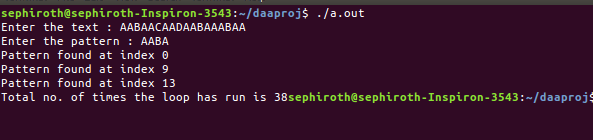 sephiroth@sephiroth-Inspiron-3543:~/daaproj$ ./a.out
Enter the text : AABAACAADAABAAABAA
Enter the pattern : AABA
Pattern found at index 0
Pattern found at index 9
Pattern found at index 13
Total no. of times the loop has run is 38sephiroth@sephiroth-Inspiron-3543:~/daaproj$